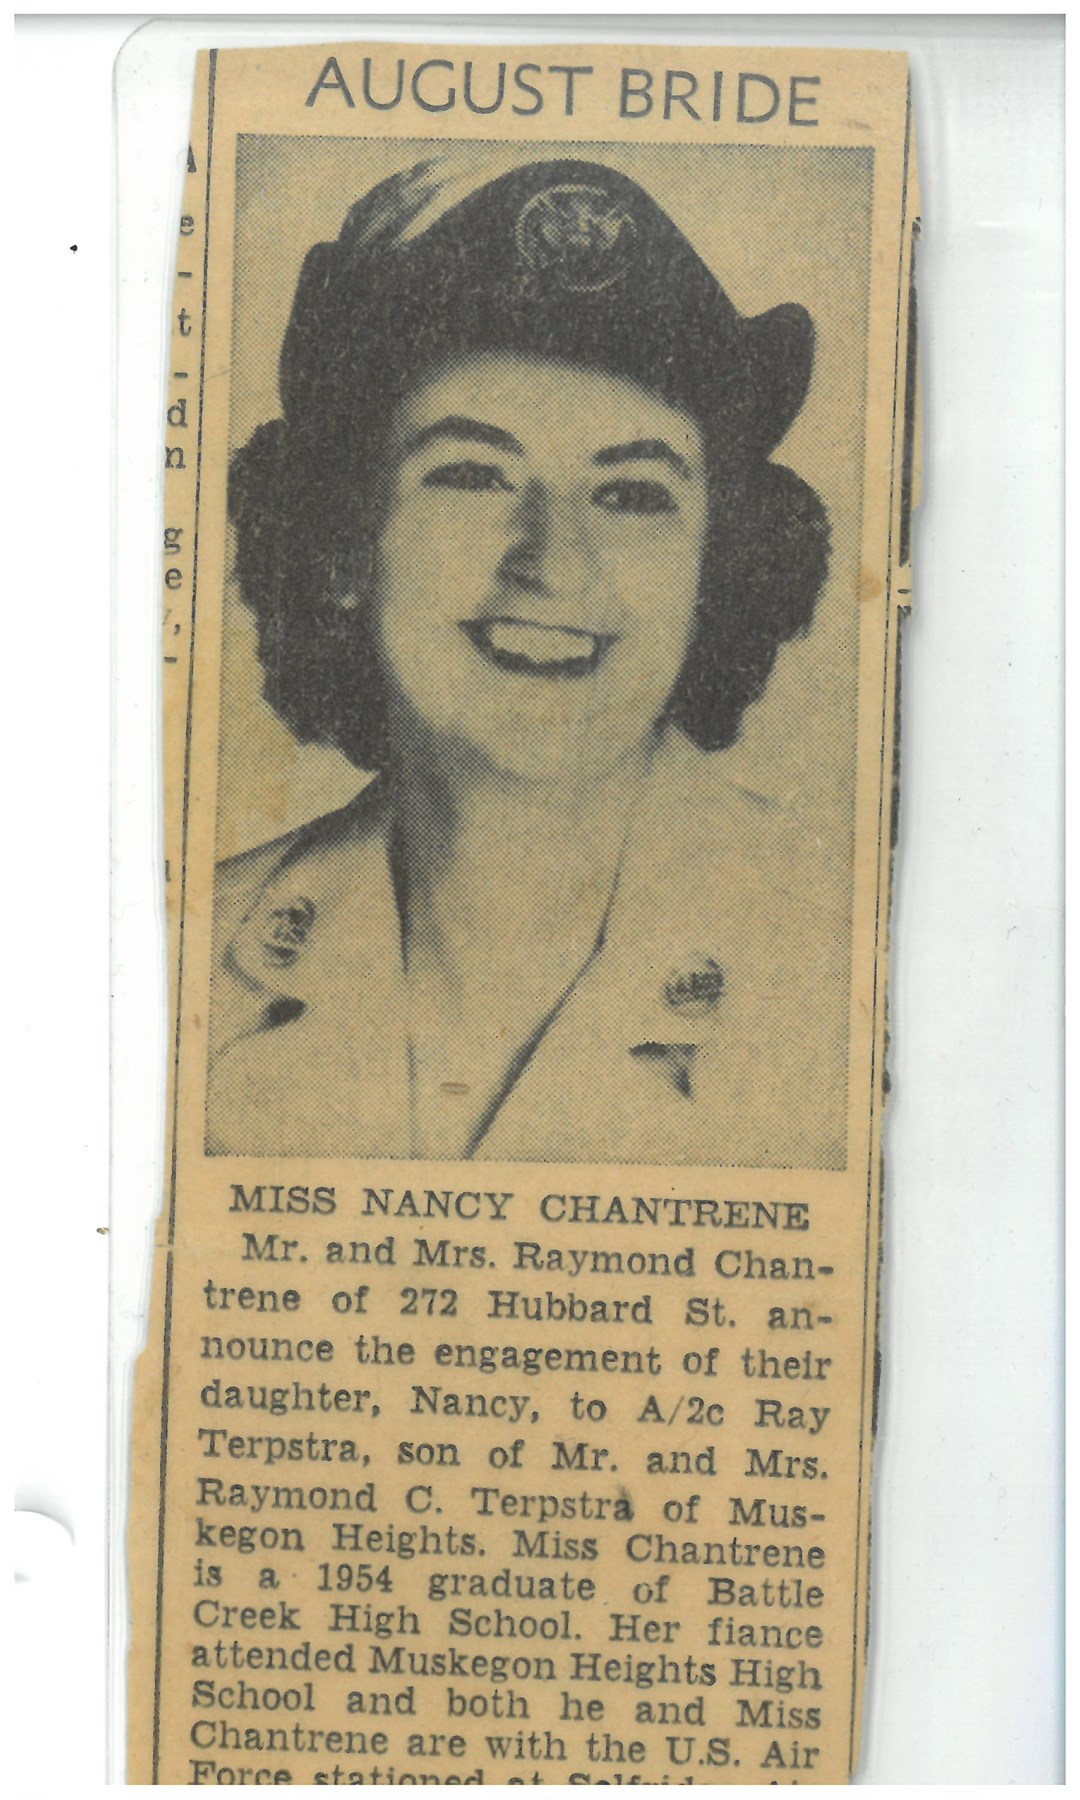 AUGUST BRIDE
MISS NANCY CHANTRENE
Mr. and Mrs. Raymond Chan-
trene of 272 Hubbard St. an-
nounce the engagement of their
daughter, Nancy, to A/2c Ray
Terpstra, son of Mr. and Mrs.
Raymond C. Terpstra of Mus-
kegon Heights. Miss Chantrene
is a 1954 graduate of Battle
Creek High School. Her fiance
attended Muskegon Heights High
School and both he and Miss
Chantrene are with the U.S. Air
Force stationed at